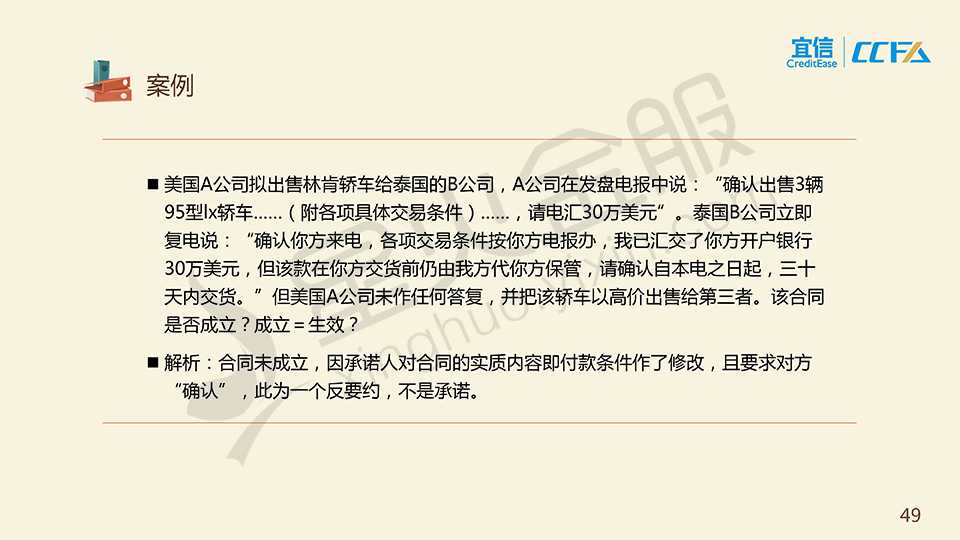 宜信
CreditEase
CCFA
案例
美国A公司拟出售林肯轿车给泰国的B公司，A公司在发盘电报中说：“确认出售3辆
95型lx轿车……（附各项具体交易条件）……，请电汇30万美元”。泰国B公司立即
复电说：“确认你方来电，各项交易条件按你方电报办，我已汇交了你方开户银行
30万美元，但该款在你方交货前仍由我方代你方保管，请确认自本电之日起，三十
天内交货。”但美国A公司未作任何答复，并把该轿车以高价出售给第三者。该合同
是否成立？成立＝生效？
解析：合同未成立，因承诺人对合同的实质内容即付款条件作了修改，且要求对方
“确认”，此为一个反要约，不是承诺。
49